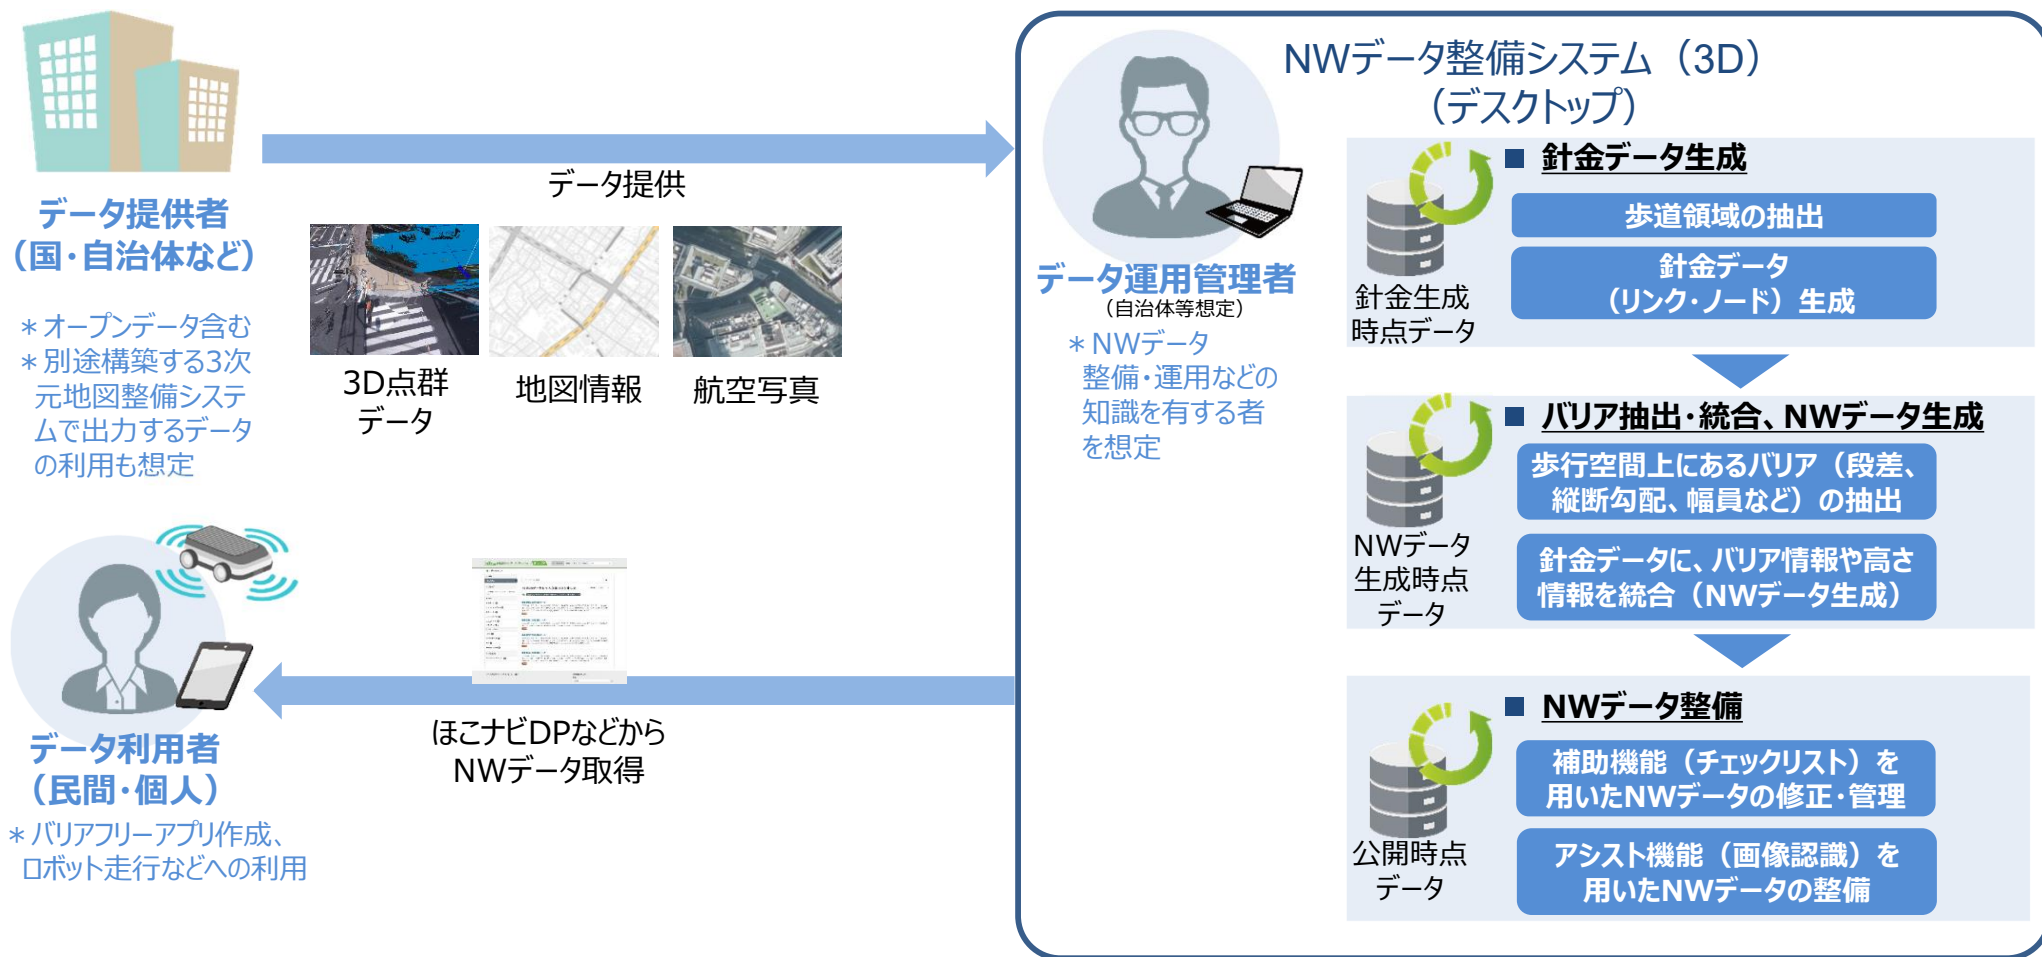 データ提供者
（国・自治体など）
＊オープンデータ含む
＊別途構築する3次
元地図整備システ
ムで出力するデータ
の利用も想定
データ提供
3D点群
データ
地図情報
航空写真
データ利用者
（民間・個人）
＊バリアフリーアプリ作成、
ロボット走行などへの利用
ほこナビDPなどから
NWデータ取得
NWデータ整備システム（3D）
（デスクトップ）
データ運用管理者
（自治体等想定）
＊NWデータ
整備・運用などの
知識を有する者
を想定
針金生成
時点データ
■ 針金データ生成
歩道領域の抽出
針金データ
（リンク・ノード）生成
NWデータ
生成時点
データ
■ バリア抽出・統合、NWデータ生成
歩行空間上にあるバリア（段差、
縦断勾配、幅員など）の抽出
針金データに、バリア情報や高さ
情報を統合（NWデータ生成）
公開時点
データ
■ NWデータ整備
補助機能（チェックリスト）を
用いたNWデータの修正・管理
アシスト機能（画像認識）を
用いたNWデータの整備